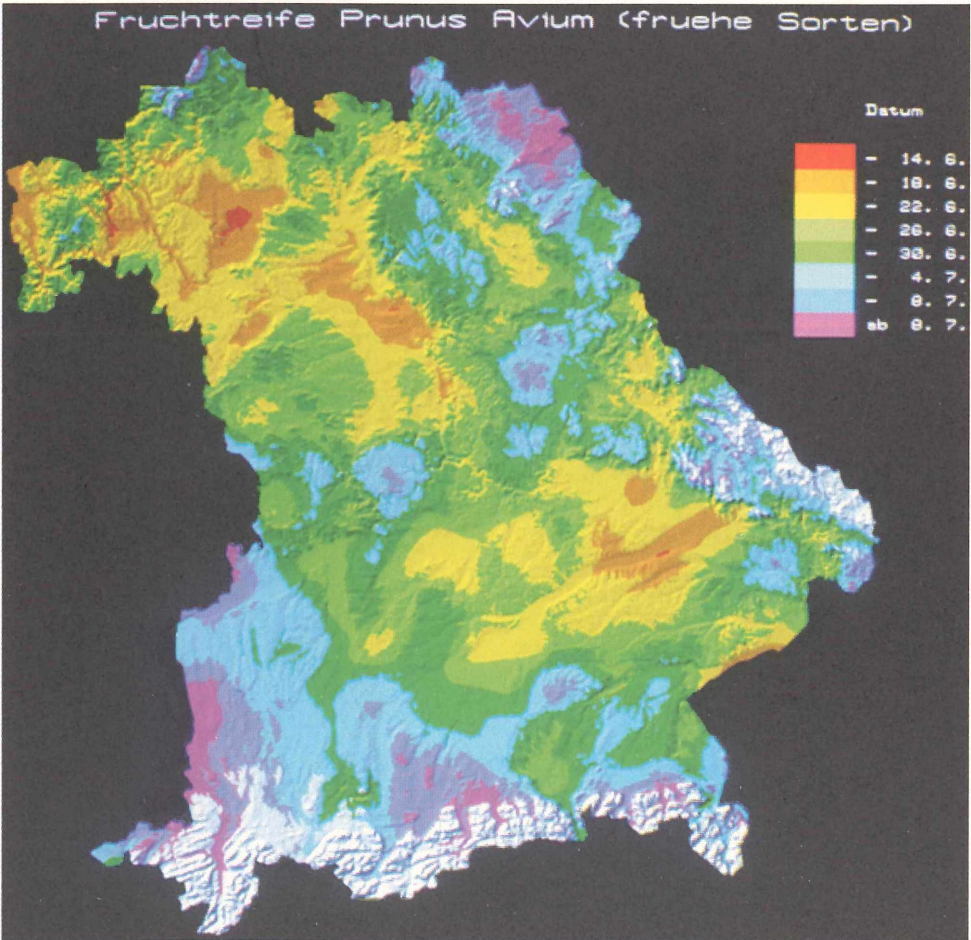 Fruchtreife Prunus Avium (fruehe Sorten)
Datum
- 14. 6.
- 18. 6.
- 22. 6.
- 26. 6.
- 30. 6.
- 4. 7.
- 8. 7.
ab 8. 7.